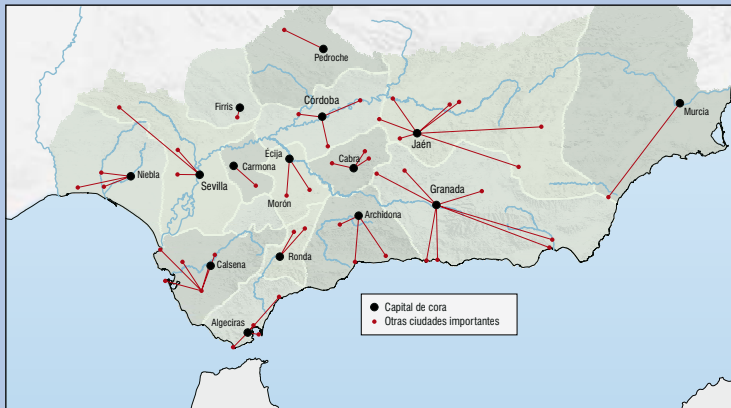 Pedroche
Firris
Córdoba
Murcia
Jaén
Écija
Cabra
Carmona
Niebla
Sevilla
Granada
Morón
Archidona
Ronda
Calsena
Algeciras
Capital de cora
Otras ciudades importantes